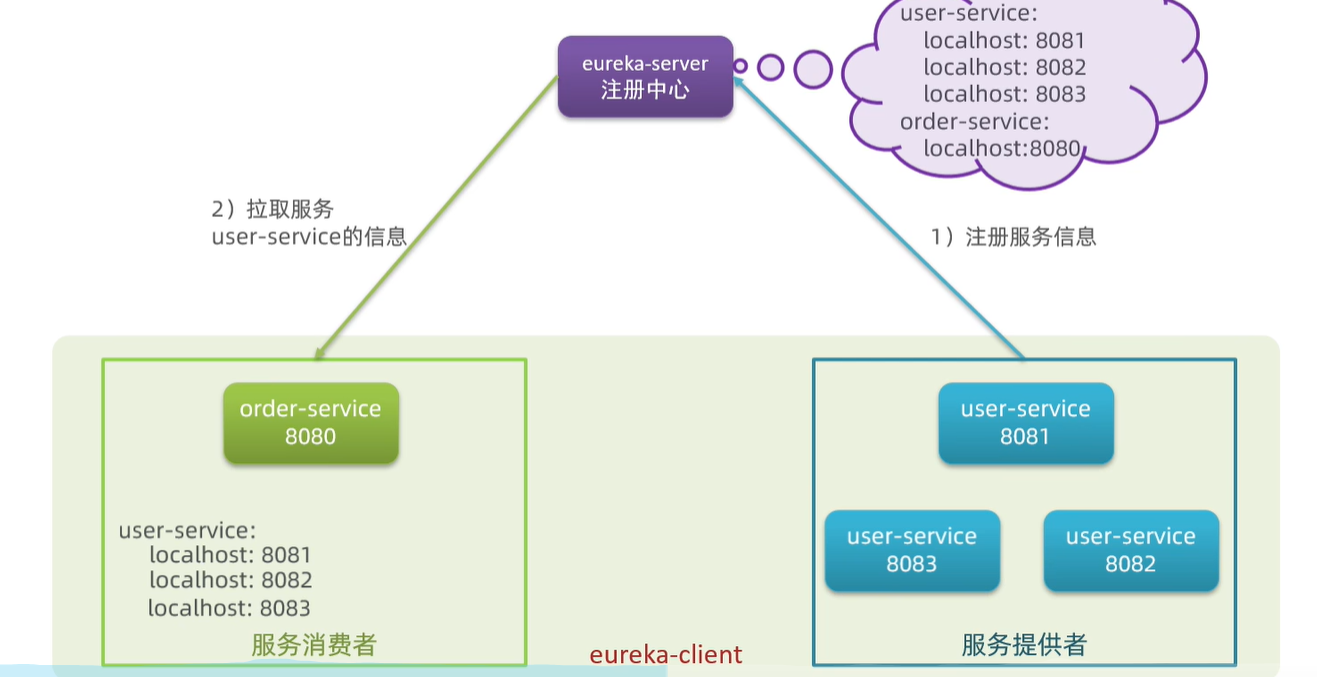 eureka-server
注册中心
user-service:
localhost: 8081
localhost: 8082
localhost: 8083
order-service:
localhost:8080
2）拉取服务
user-service的信息
1）注册服务信息
order-service
8080
user-service:
localhost: 8081
localhost: 8082
localhost: 8083
服务消费者
eureka-client
user-service
8081
user-service
8083
user-service
8082
服务提供者